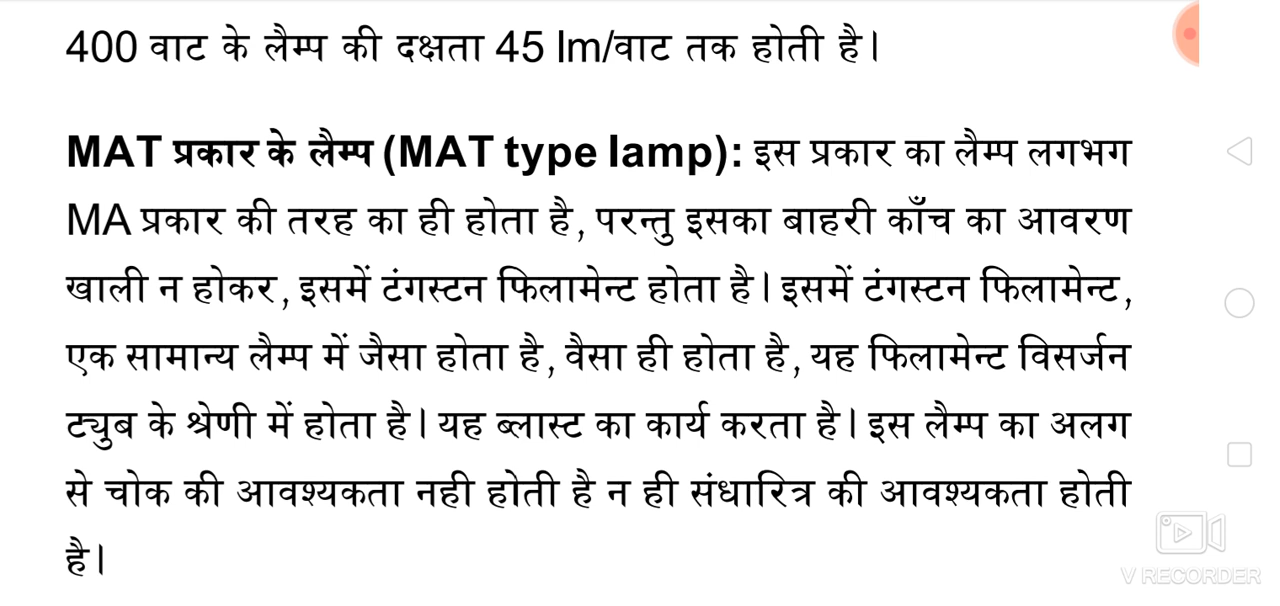 400 वाट के लैम्प की दक्षता 45 lm/वाट तक होती है।
MAT प्रकार के लैम्प (MAT type lamp): इस प्रकार का लैम्प लगभग
MA प्रकार की तरह का ही होता है, परन्तु इसका बाहरी काँच का आवरण
खाली न होकर, इसमें टंगस्टन फिलामेन्ट होता है। इसमें टंगस्टन फिलामेन्ट,
एक सामान्य लैम्प में जैसा होता है, वैसा ही होता है, यह फिलामेन्ट विसर्जन
ट्युब के श्रेणी में होता है। यह ब्लास्ट का कार्य करता है। इस लैम्प का अलग
से चोक की आवश्यकता नही होती है न ही संधारित्र की आवश्यकता होती
है।
V RECORDER